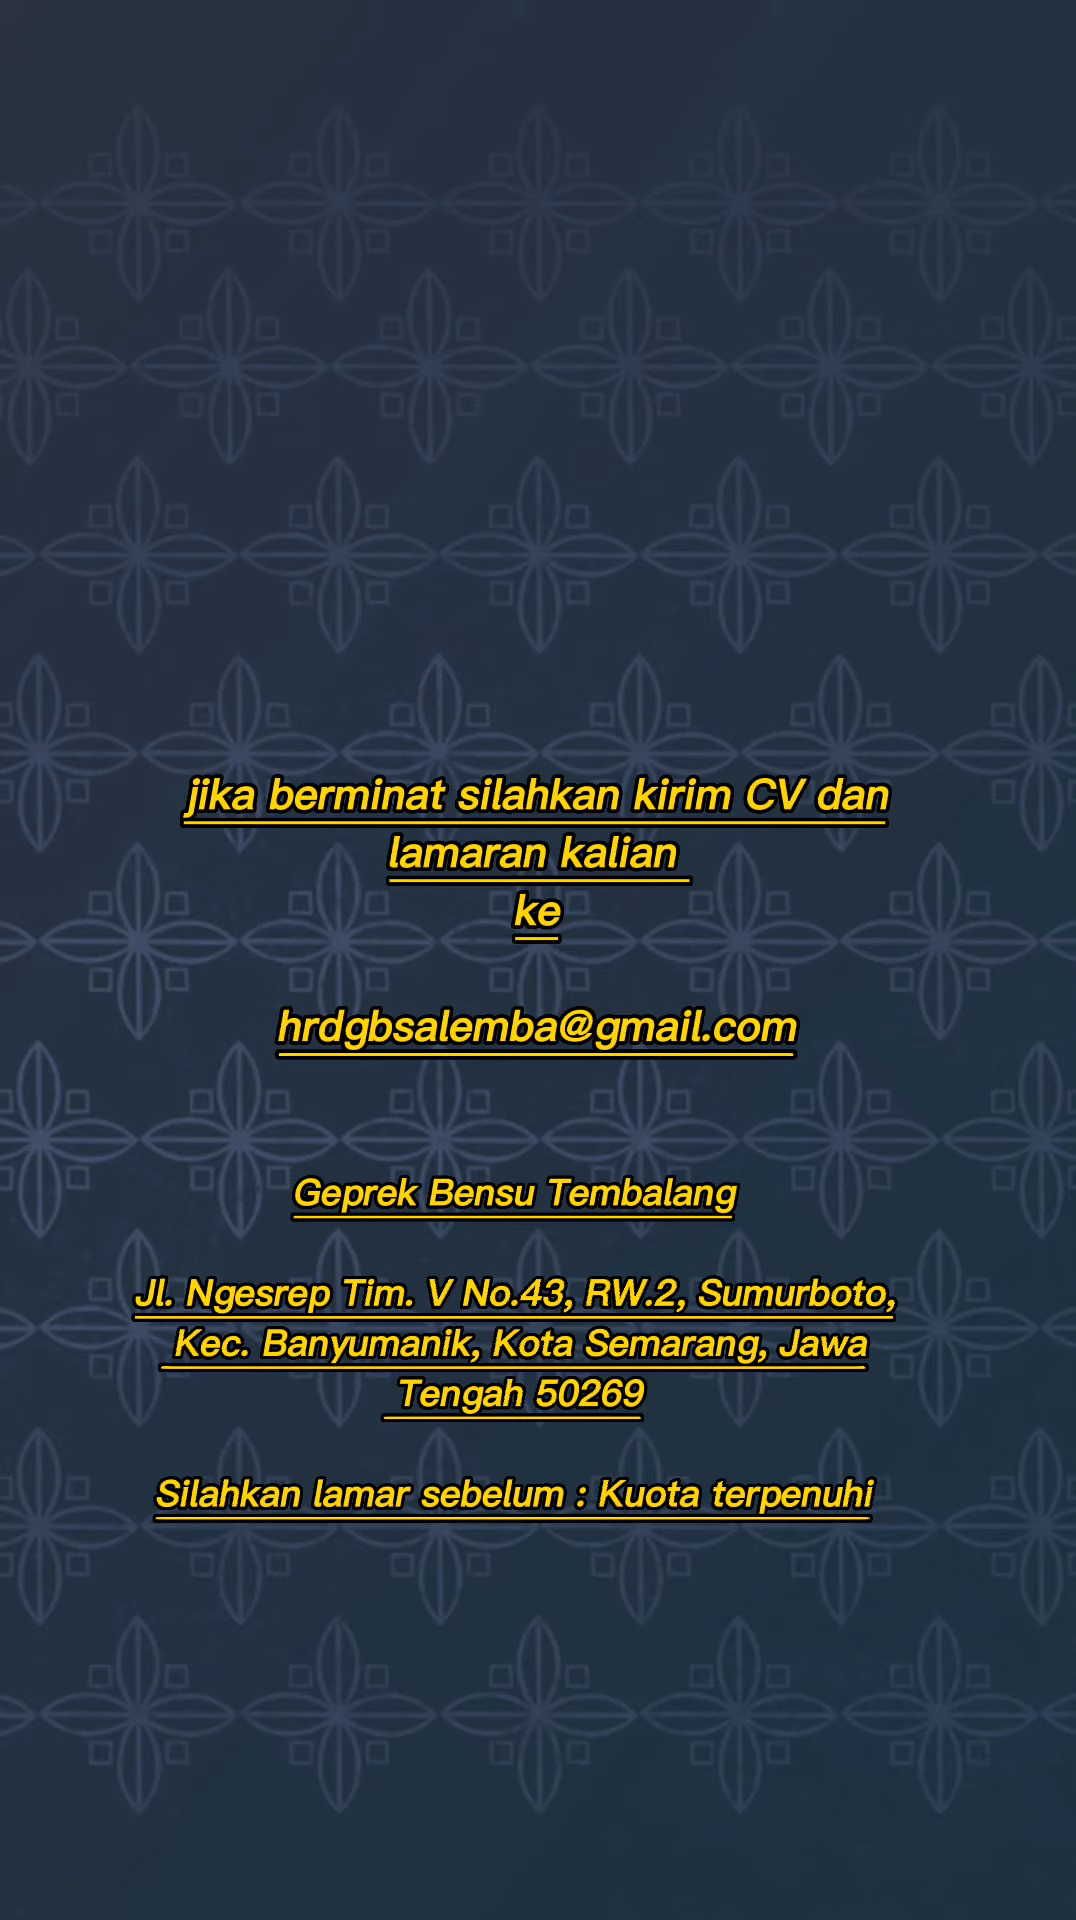 jika berminat silahkan kirim CV dan
lamaran kalian
ke
hrdgbsalemba@gmail.com
Geprek Bensu Tembalang
Jl. Ngesrep Tim. V No.43, RW.2, Sumurboto,
Kec. Banyumanik, Kota Semarang, Jawa
Tengah 50269
Silahkan lamar sebelum : Kuota terpenuhi